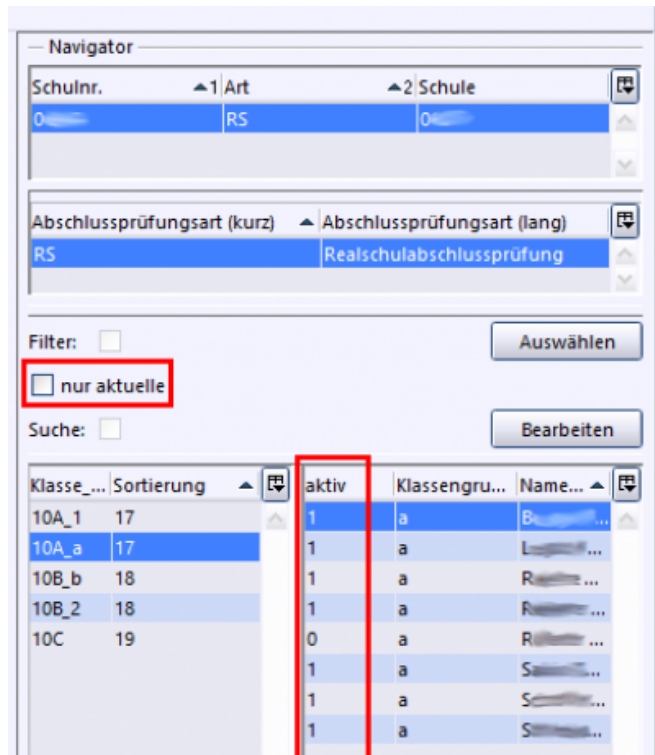 Navigator
Schulnr. 1 Art 2 Schule
0 RS 0
Abschlussprüfungsart (kurz) Abschlussprüfungsart (lang)
RS Realschulabschlussprüfung
Filter: Auswählen
nur aktuelle
Suche: Bearbeiten
Klasse_... Sortierung aktiv Klassengru... Name...
10A_1 17 1 a
10A_a 17 1 a
10B_b 18 1 a
10B_2 18 1 a
10C 19 0 a
1 a
1 a
1 a